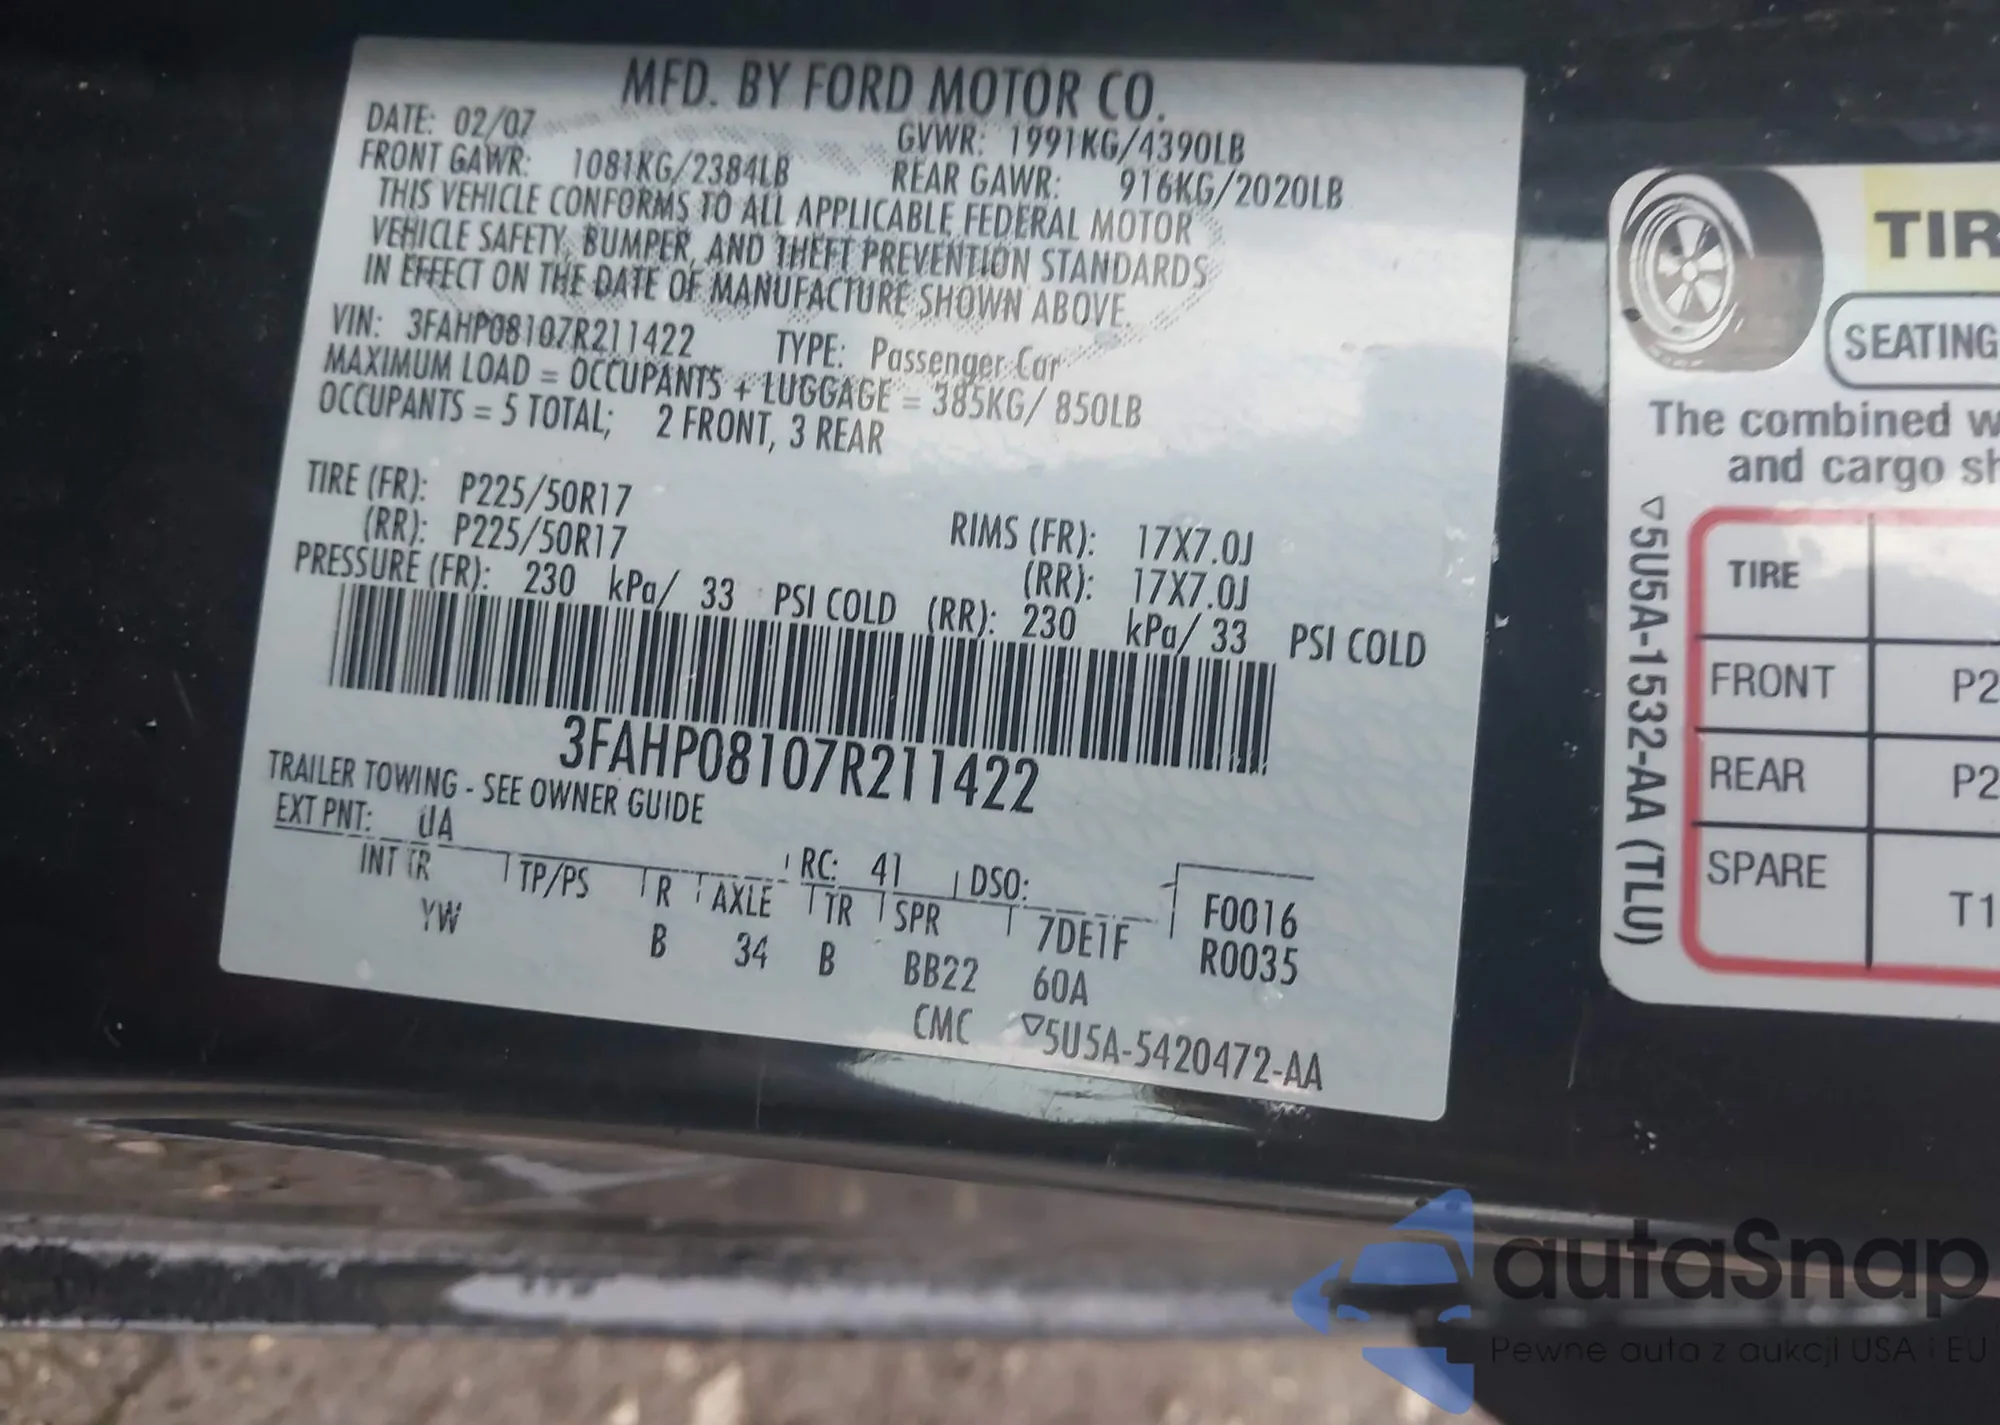 MFD. BY FORD MOTOR CO.
DATE: 02/07 GVWR: 1991KG/4390LB
FRONT GAWR: 1081KG/2384LB REAR GAWR: 916KG/2020LB
THIS VEHICLE CONFORMS TO ALL APPLICABLE FEDERAL MOTOR
VEHICLE SAFETY, BUMPER, AND THEFT PREVENTION STANDARDS
IN EFFECT ON THE DATE OF MANUFACTURE SHOWN ABOVE.
VIN: 3FAHP08107R211422 TYPE: Passenger Car
MAXIMUM LOAD = OCCUPANTS + LUGGAGE = 385KG/ 850LB
OCCUPANTS = 5 TOTAL; 2 FRONT, 3 REAR
TIRE (FR): P225/50R17 RIMS (FR): 17X7.0J
(RR): P225/50R17 (RR): 17X7.0J
PRESSURE (FR): 230 kPa/ 33 PSI COLD (RR): 230 kPa/ 33 PSI COLD
3FAHP08107R211422
TRAILER TOWING - SEE OWNER GUIDE
EXT PNT: UA RC: 41 DSO: F0016
INT TR TP/PS R AXLE TR SPR 7DE1F R0035
YW B 34 B BB22 60A
CMC ▽5U5A-5420472-AA
TIR
SEATING
The combined w
and cargo sh
▽5U5A-1532-AA (TLU)
TIRE
FRONT P2
REAR P2
SPARE T1
autaSnap
Pewne auta z aukcji USA i EU